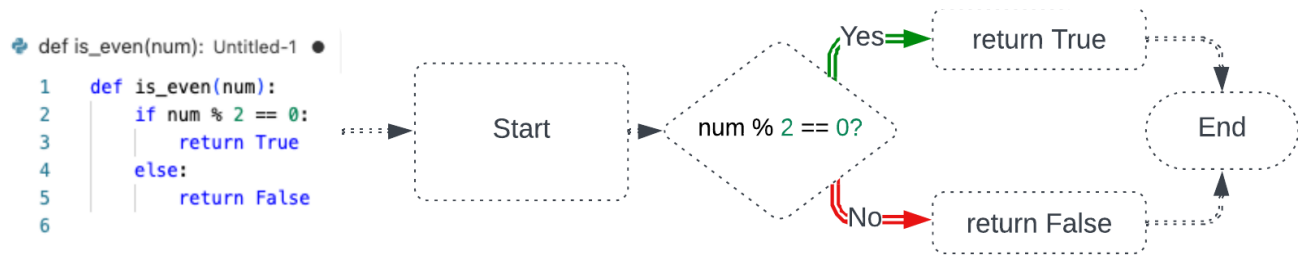 def is_even(num): Untitled-1 ●
1 def is_even(num):
2 if num % 2 == 0:
3 return True
4 else:
5 return False
6
Start
num % 2 == 0?
Yes
return True
No
return False
End